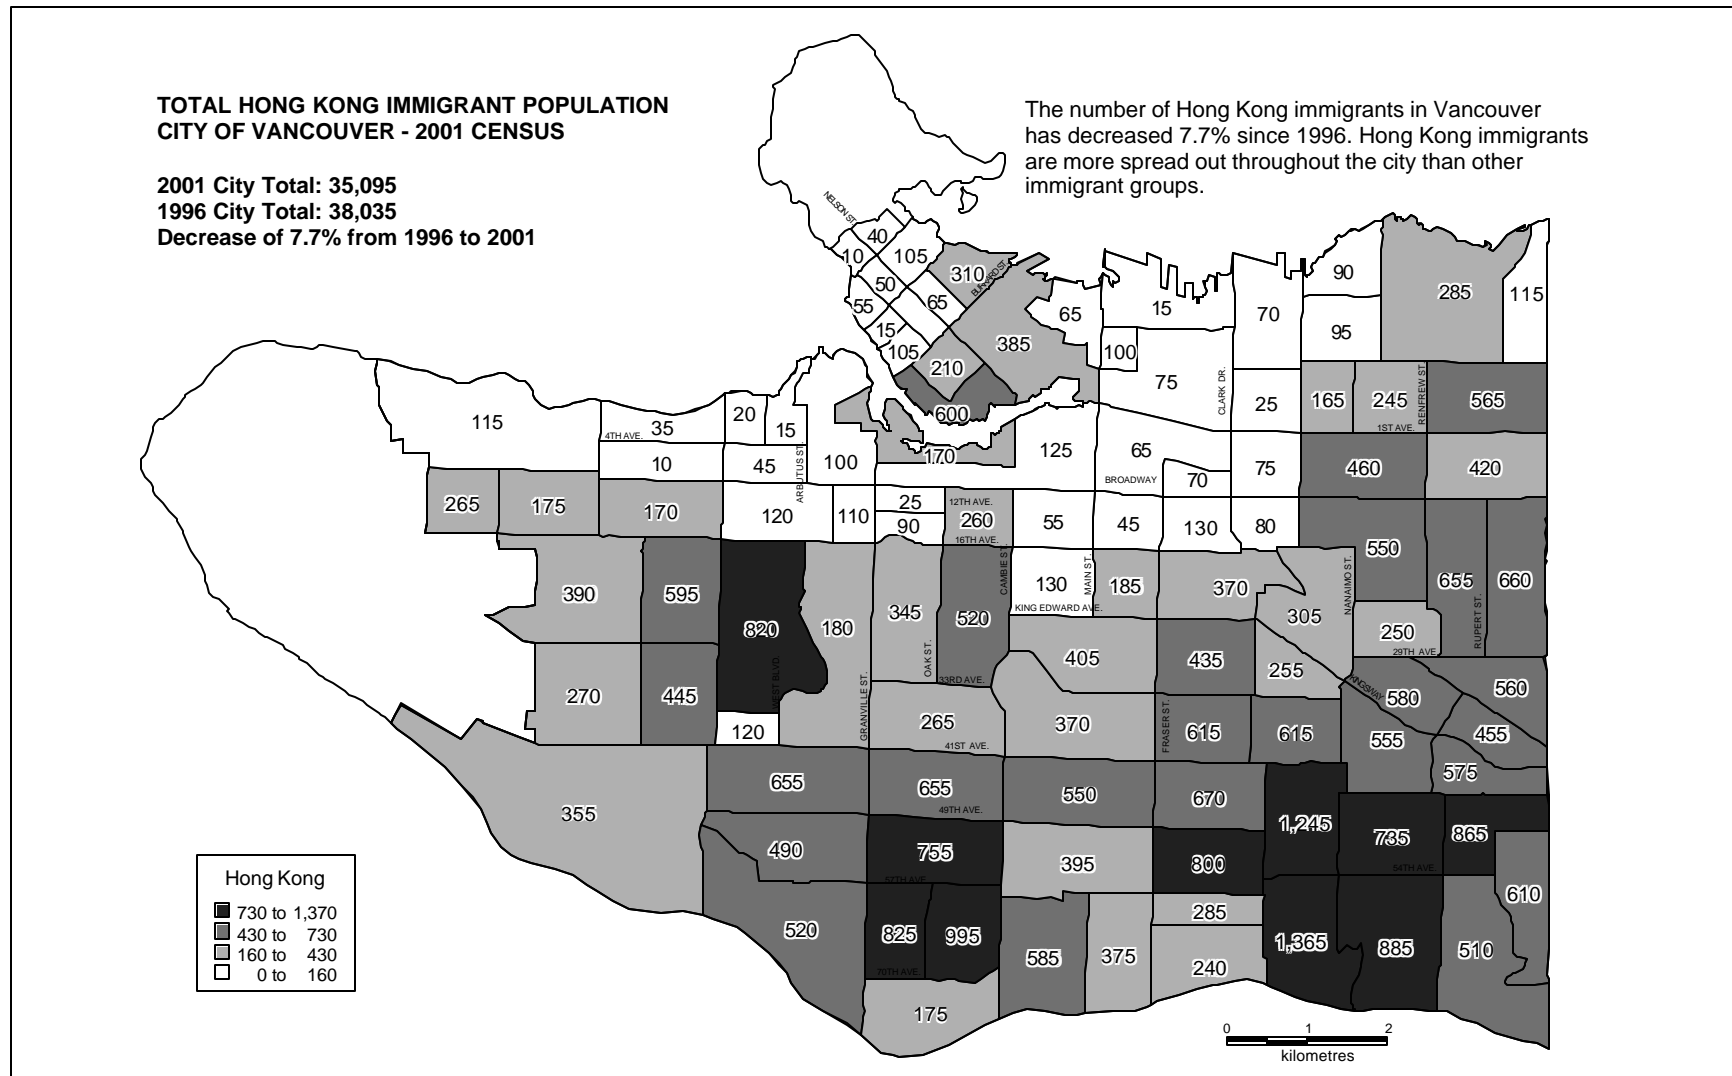 TOTAL HONG KONG IMMIGRANT POPULATION
CITY OF VANCOUVER - 2001 CENSUS
2001 City Total: 35,095
1996 City Total: 38,035
Decrease of 7.7% from 1996 to 2001
The number of Hong Kong immigrants in Vancouver
has decreased 7.7% since 1996. Hong Kong immigrants
are more spread out throughout the city than other
immigrant groups.
NELSON ST.
40
10
105
310
BURRARD ST.
50
55
65
15
105
210
385
600
65
15
70
90
95
285
115
100
75
CLARK DR.
25
165
245
RENFREW ST.
565
1ST AVE.
115
4TH AVE.
35
20
15
10
45
ARBUTUS ST.
100
170
125
65
BROADWAY
70
75
460
420
265
175
170
120
110
25
90
12TH AVE.
260
16TH AVE.
55
45
130
80
550
655
660
390
595
820
180
345
520
CAMBIE ST.
130
MAIN ST.
185
370
305
NANAIMO ST.
250
RUPERT ST.
KING EDWARD AVE.
29TH AVE.
OAK ST.
33RD AVE.
405
435
255
KINGSWAY
580
560
270
445
WEST BLVD.
120
GRANVILLE ST.
265
41ST AVE.
370
FRASER ST.
615
615
555
455
575
355
655
655
49TH AVE.
550
670
1,245
735
865
54TH AVE.
490
755
57TH AVE.
395
800
610
520
825
995
70TH AVE.
585
375
285
240
1,365
885
510
175
Hong Kong
730 to 1,370
430 to 730
160 to 430
0 to 160
0 1 2
kilometres